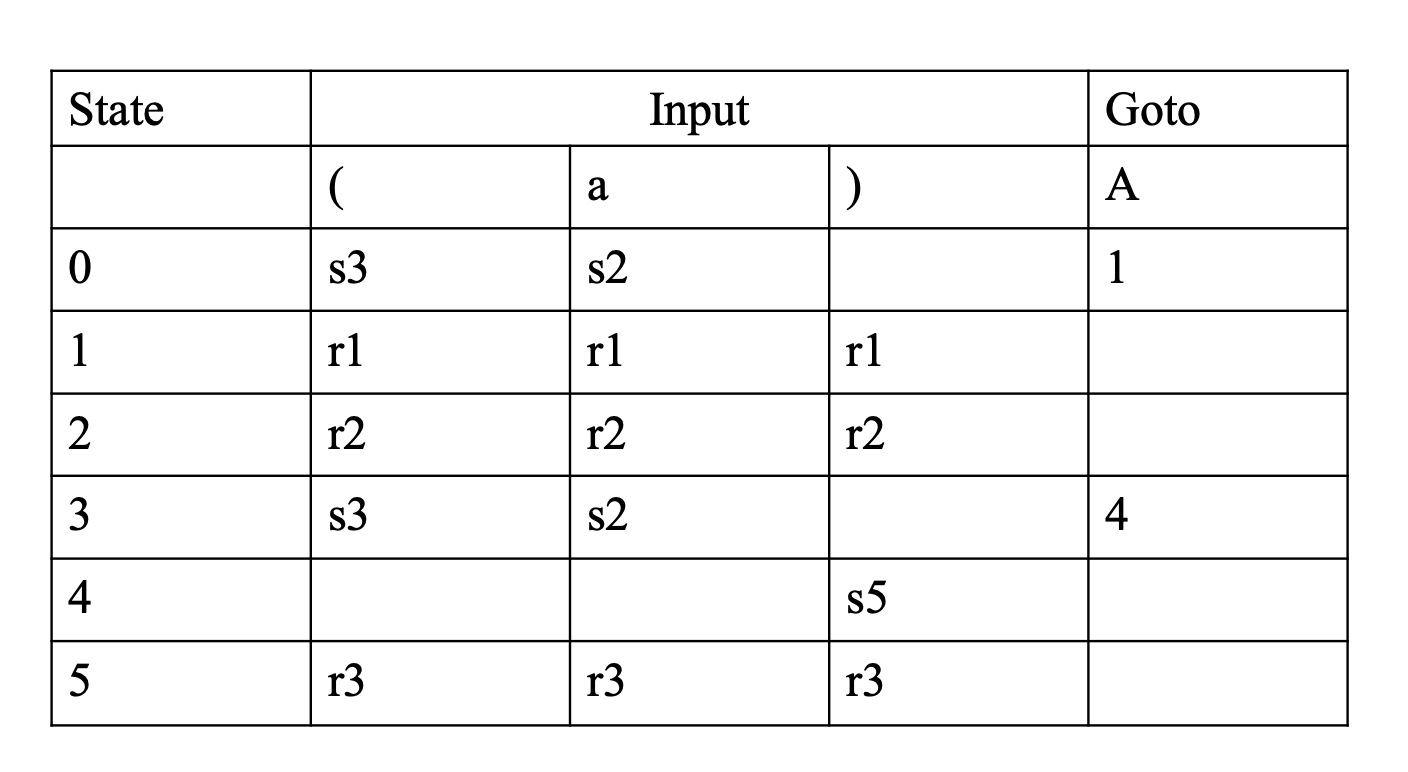 State Input Goto
( a ) A
0 s3 s2 1
1 r1 r1 r1
2 r2 r2 r2
3 s3 s2 4
4 s5
5 r3 r3 r3